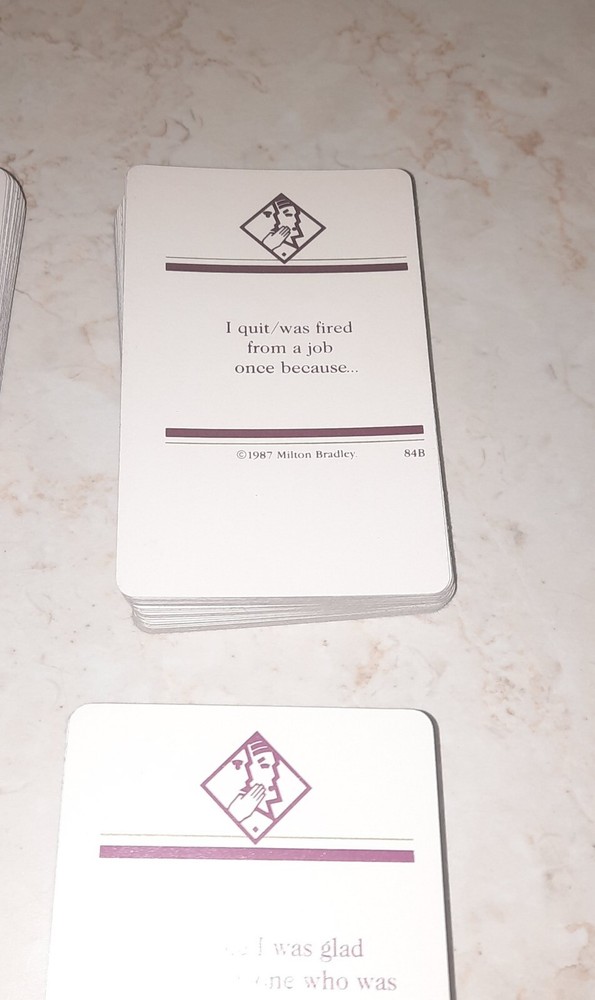 I quit/was fired
from a job
once because...
©1987 Milton Bradley. 84B
I was glad
who was